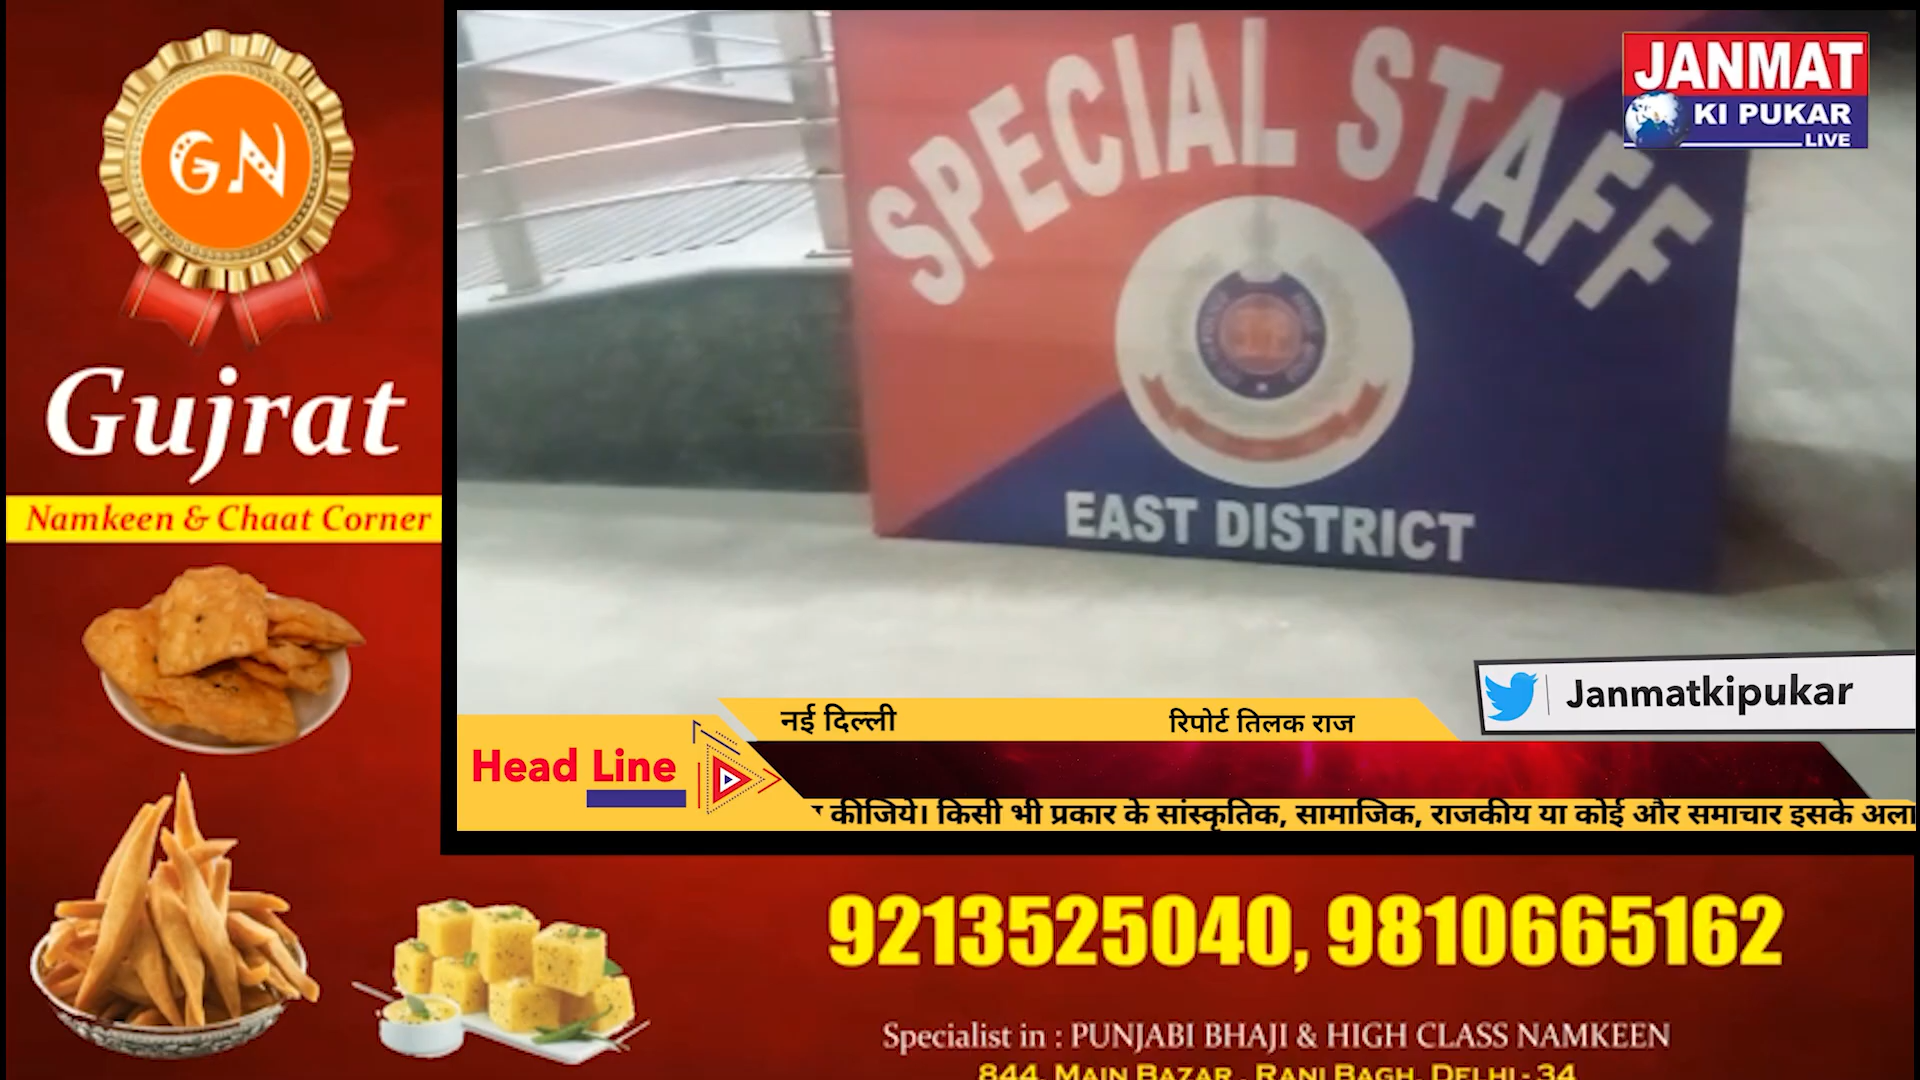 GN
Gujrat
Namkeen & Chaat Corner
SPECIAL STAFF
EAST DISTRICT
JANMAT
KI PUKAR
LIVE
Janmatkipukar
नई दिल्ली
रिपोर्ट तिलक राज
Head Line
कीजिये। किसी भी प्रकार के सांस्कृतिक, सामाजिक, राजकीय या कोई और समाचार इसके
9213525040, 9810665162
Specialist in : PUNJABI BHAJI & HIGH CLASS NAMKEEN
844, MAIN BAZAR, RANI BAGH, DELHI - 34